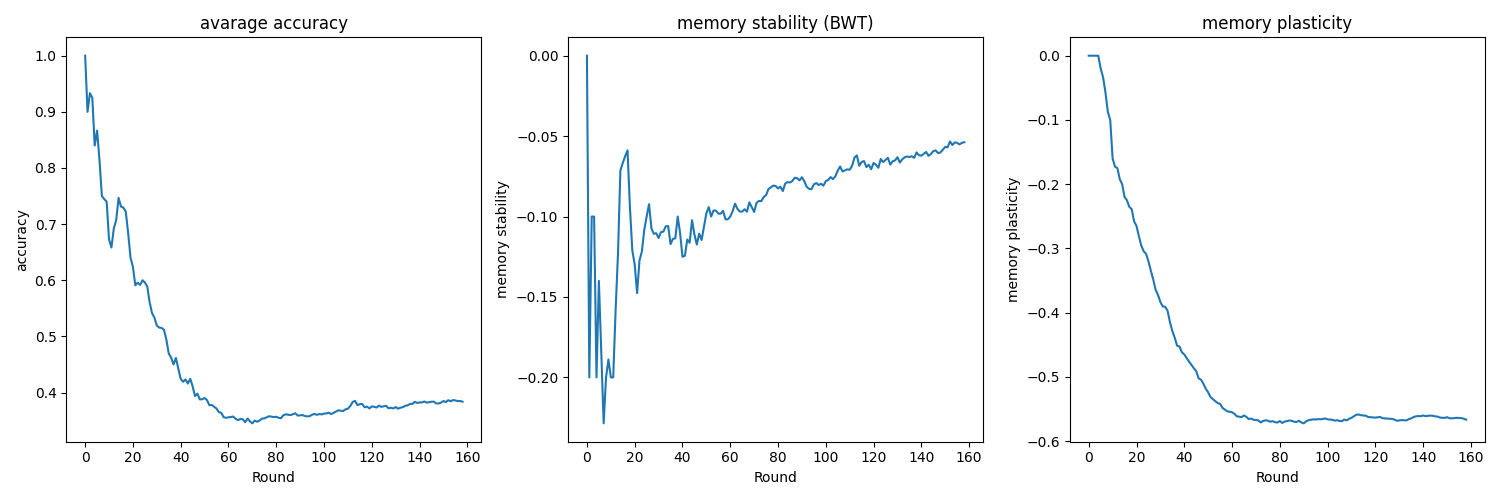 avarage accuracy
1.0
0.9
0.8
0.7
0.6
0.5
0.4
accuracy
0 20 40 60 80 100 120 140 160
Round
memory stability (BWT)
0.00
−0.05
−0.10
−0.15
−0.20
memory stability
0 20 40 60 80 100 120 140 160
Round
memory plasticity
0.0
−0.1
−0.2
−0.3
−0.4
−0.5
−0.6
memory plasticity
0 20 40 60 80 100 120 140 160
Round